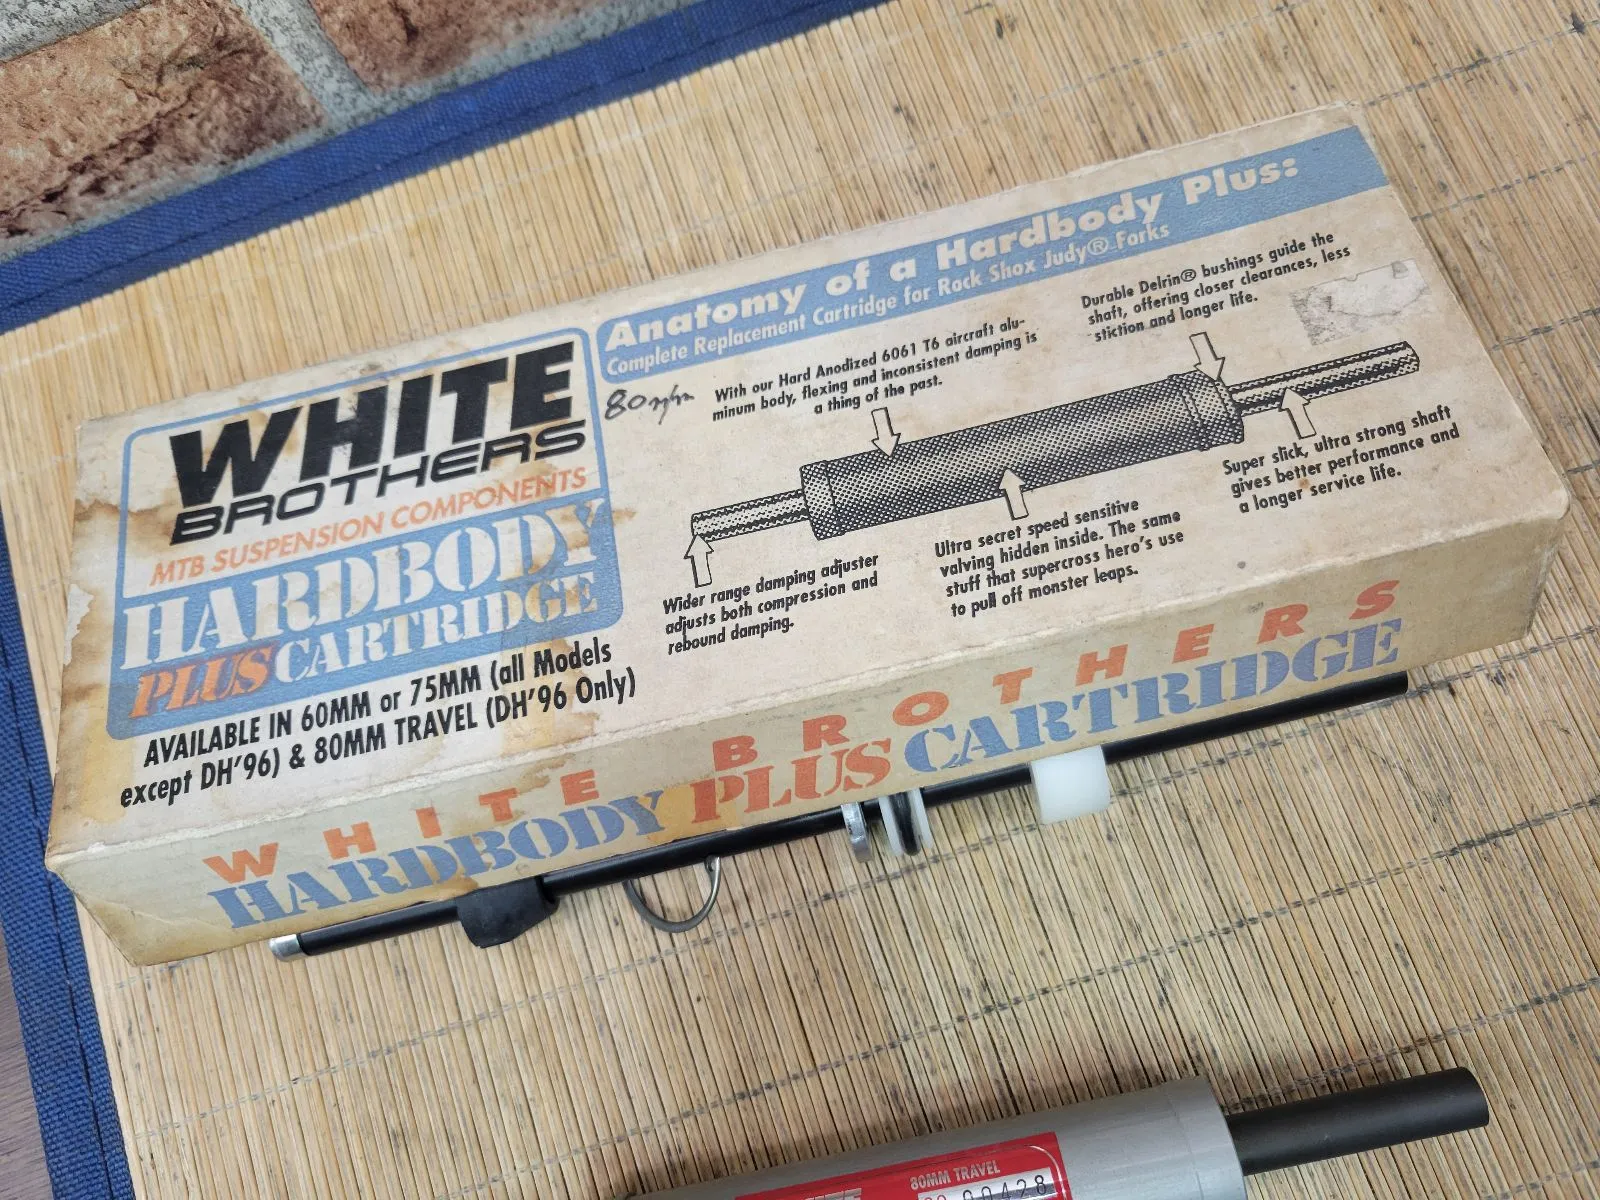 WHITE
BROTHERS
MTB SUSPENSION COMPONENTS
HARDBODY
PLUS CARTRIDGE
AVAILABLE IN 60MM or 75MM (all Models
except DH'96) & 80MM TRAVEL (DH'96 Only)
Anatomy of a Hardbody Plus:
Complete Replacement Cartridge for Rock Shox Judy® Forks
80 m/m
With our Hard Anodized 6061 T6 aircraft alu-
minum body, flexing and inconsistent damping is
a thing of the past.
Durable Delrin® bushings guide the
shaft, offering closer clearances, less
stiction and longer life.
Wider range damping adjuster
adjusts both compression and
rebound damping.
Ultra secret speed sensitive
valving hidden inside. The same
stuff that supercross hero's use
to pull off monster leaps.
Super slick, ultra strong shaft
gives better performance and
a longer service life.
WHITE BROTHERS
HARDBODY PLUS CARTRIDGE
80MM TRAVEL